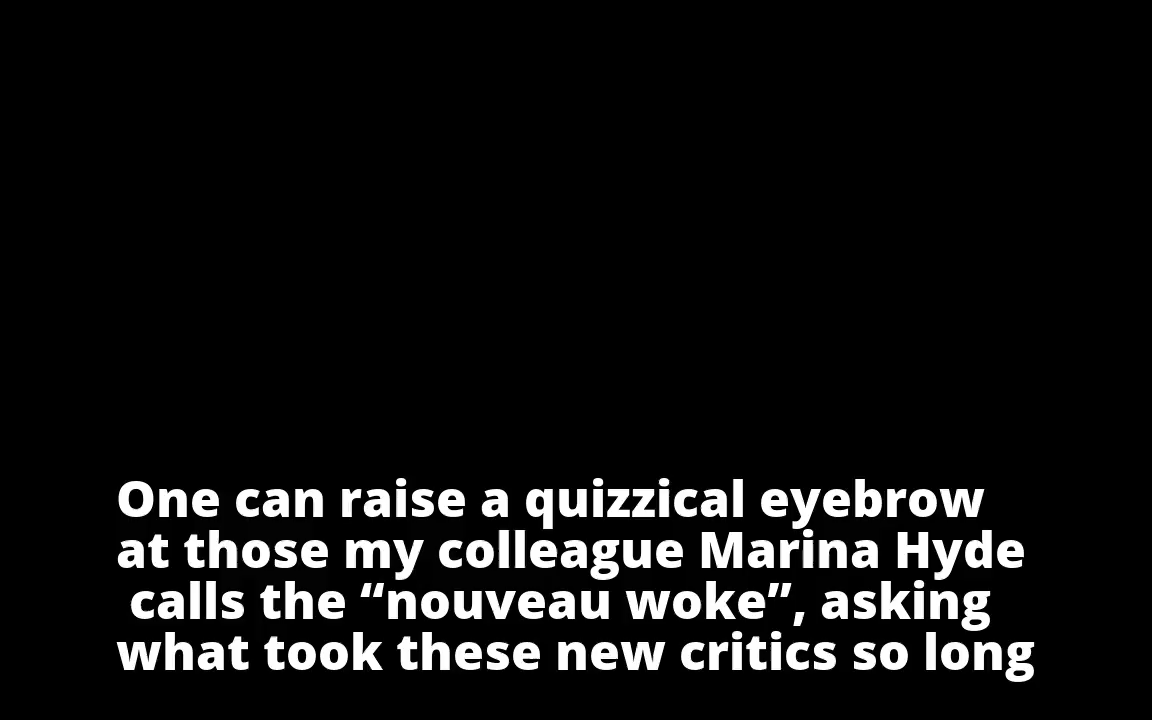 One can raise a quizzical eyebrow
at those my colleague Marina Hyde
calls the “nouveau woke”, asking
what took these new critics so long